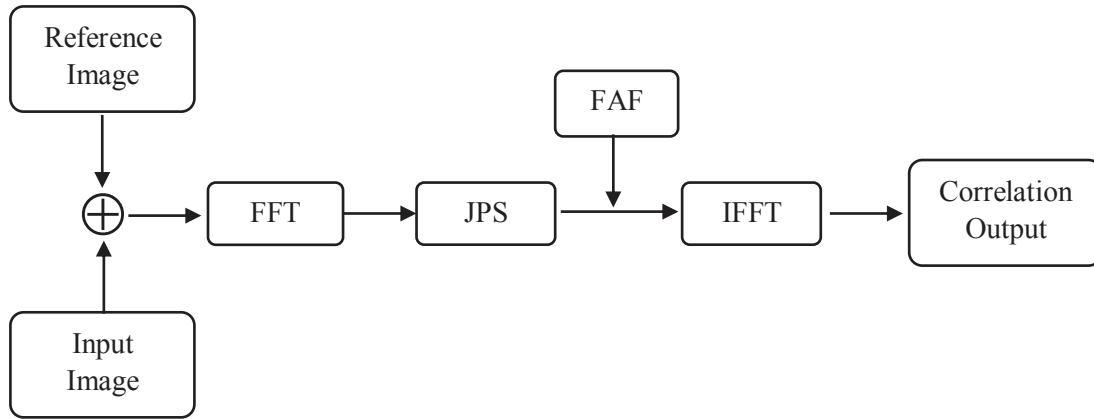 Reference
Image
FAF
FFT
JPS
IFFT
Correlation
Output
Input
Image